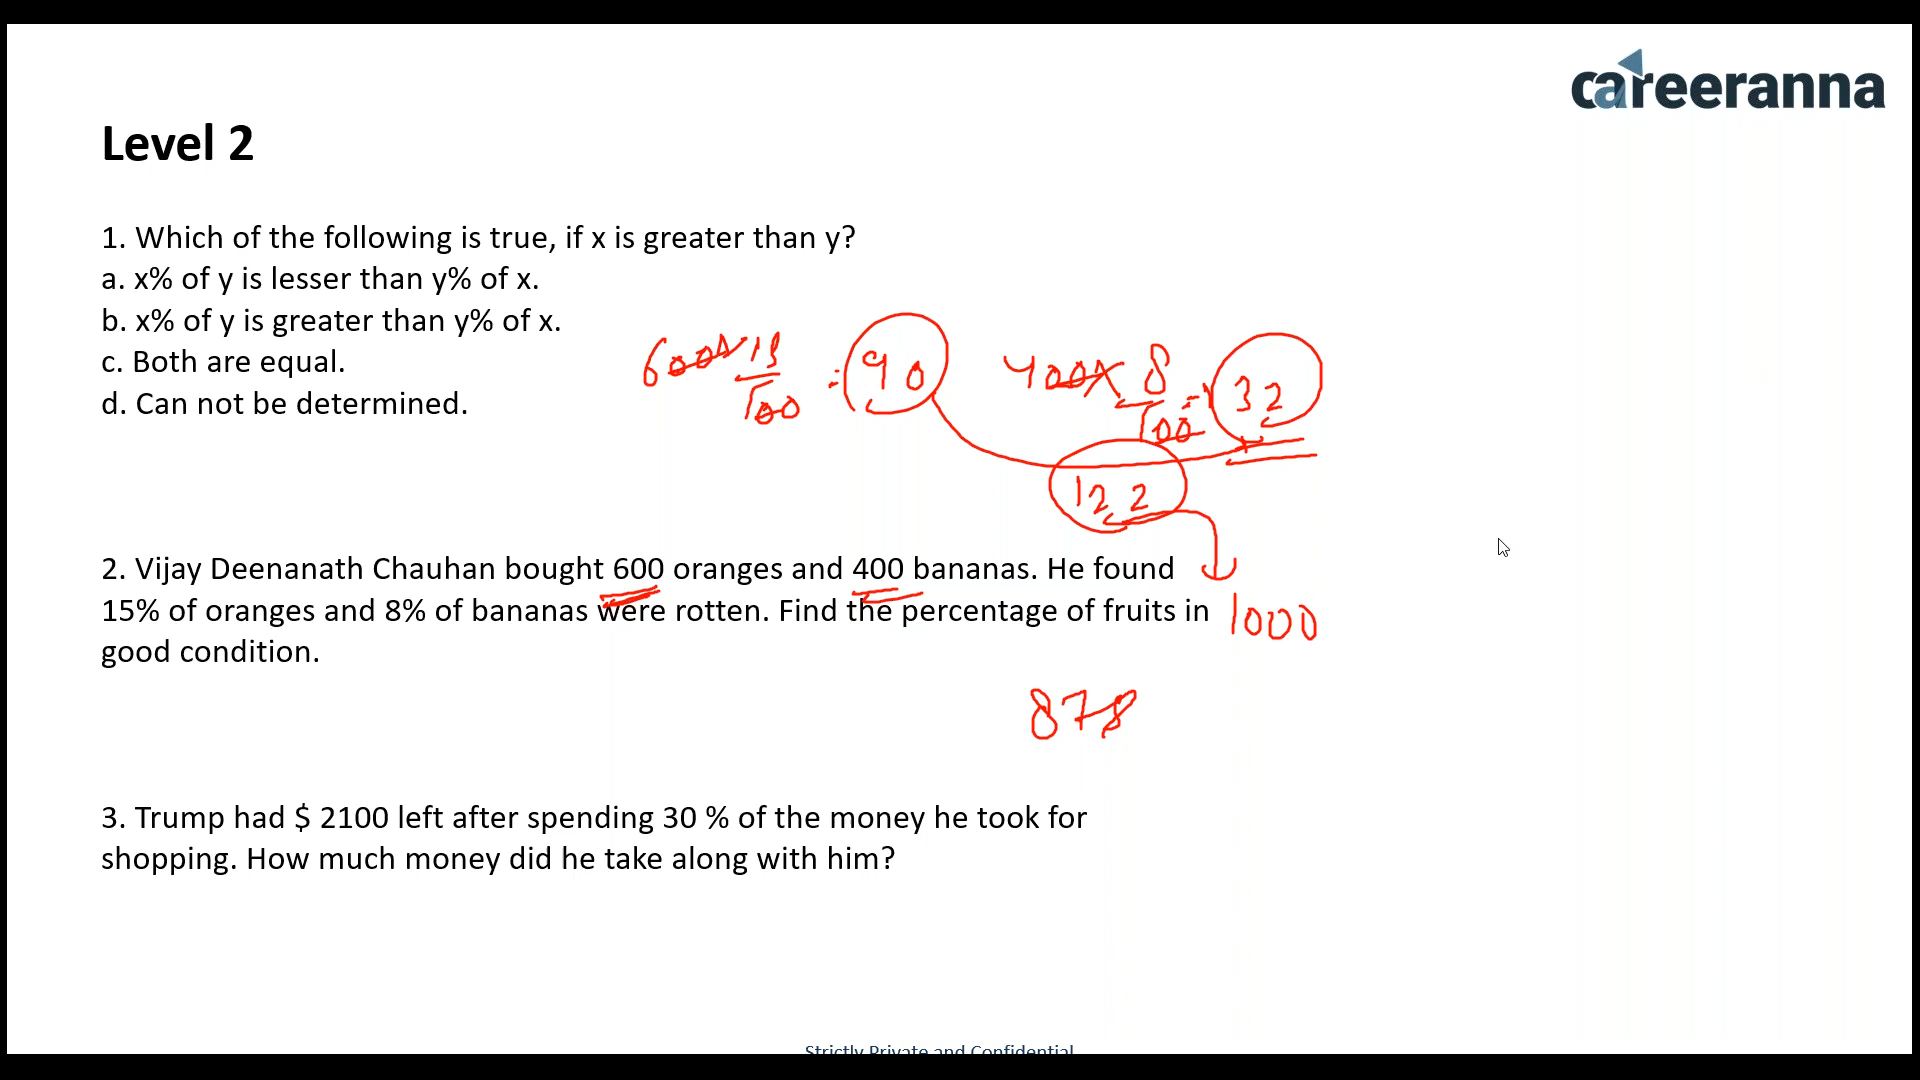 careeranna
Level 2
1. Which of the following is true, if x is greater than y?
a. x% of y is lesser than y% of x.
b. x% of y is greater than y% of x.
c. Both are equal.
d. Can not be determined.
600 x 15
100
= 90
400 x 8
100
= 32
122
2. Vijay Deenanath Chauhan bought 600 oranges and 400 bananas. He found
15% of oranges and 8% of bananas were rotten. Find the percentage of fruits in
good condition.
1000
878
3. Trump had $ 2100 left after spending 30 % of the money he took for
shopping. How much money did he take along with him?
Strictly Private and Confidential